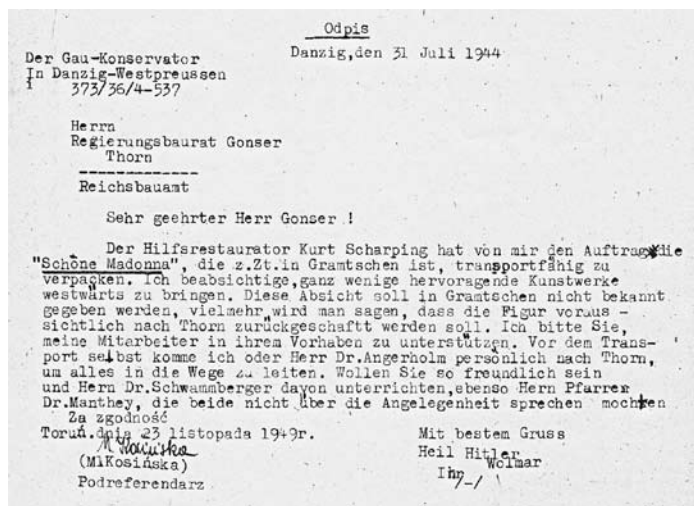 Odpis
Danzig,den 31 Juli 1944
Der Gau-Konservator
In Danzig-Westpreussen
373/36/4-537
Herrn
Regierungsbaurat Gonser
Thorn
Reichsbauamt
Sehr geehrter Herr Gonser !
Der Hilfsrestaurator Kurt Scharping hat von mir den Auftrag die
"Schöne Madonna", die z.Zt.in Gramtschen ist, transportfähig zu
verpacken. Ich beabsichtige,ganz wenige hervoragende Kunstwerke
westwärts zu bringen. Diese Absicht soll in Gramtschen nicht bekannt
gegeben werden, vielmehr wird man sagen, dass die Figur voraus -
sichtlich nach Thorn zurückgeschaftt werden soll. Ich bitte Sie,
meine Mitarbeiter in ihrem Vorhaben zu unterstützen. Vor dem Trans-
port selbst komme ich oder Herr Dr.Angerholm persönlich nach Thorn,
um alles in die Wege zu leiten. Wollen Sie so freundlich sein
und Hern Dr.Schwammberger davon unterrichten,ebenso Hern Pfarrer
Dr.Manthey, die beide nicht über die Angelegenheit sprechen mochten
Za zgodność
Toruń.dnia 23 listopada 1949r.
Mit bestem Gruss
M Kosińska
Heil Hitler
(MlKosińska)
Ihr Wolmar
/-/
Podreferendarz